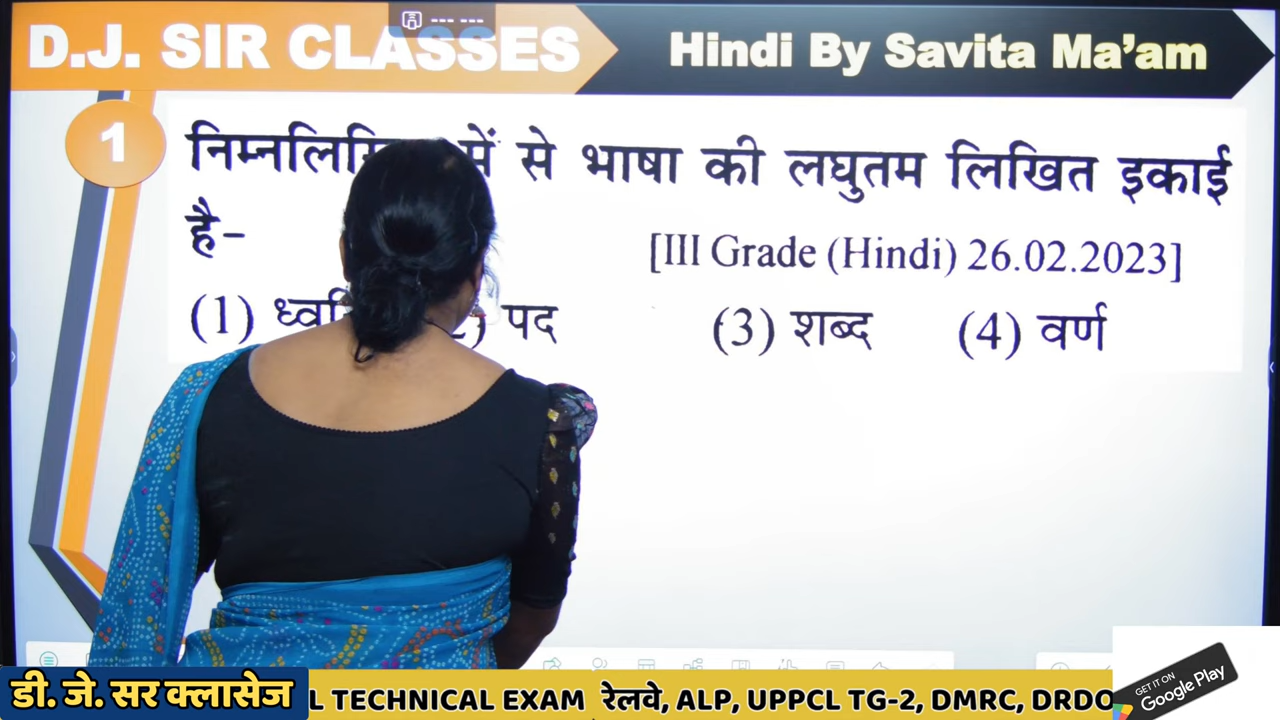 D.J. SIR CLASSES
Hindi By Savita Ma’am
1
में से भाषा की लघुतम लिखित इकाई
है-
[III Grade (Hindi) 26.02.2023]
(1) पद (3) शब्द (4) वर्ण
डी. जे. सर क्लासेज
L TECHNICAL EXAM रेलवे, ALP, UPPCL TG-2, DMRC, DRDO
GET IT ON
Google Play